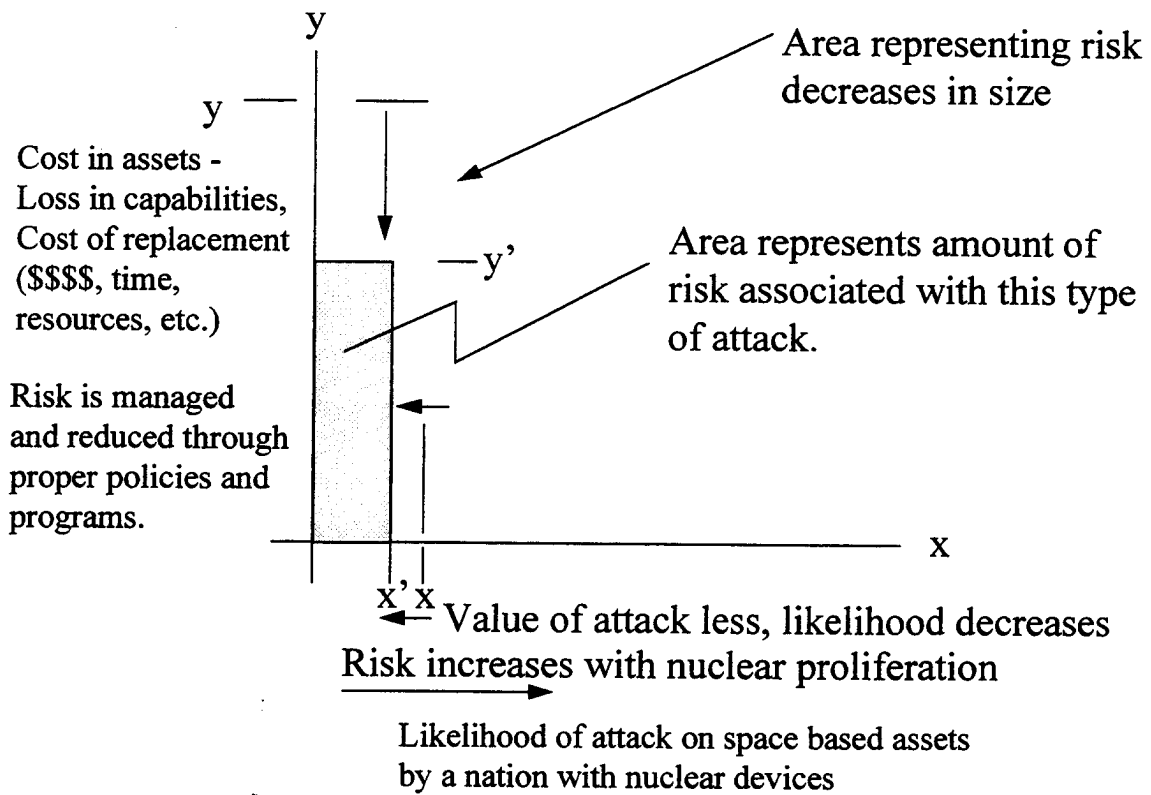 y
Area representing risk
decreases in size
y
Cost in assets -
Loss in capabilities,
Cost of replacement
($$$$, time,
resources, etc.)
y'
Area represents amount of
risk associated with this type
of attack.
Risk is managed
and reduced through
proper policies and
programs.
x
x' x
Value of attack less, likelihood decreases
Risk increases with nuclear proliferation
Likelihood of attack on space based assets
by a nation with nuclear devices